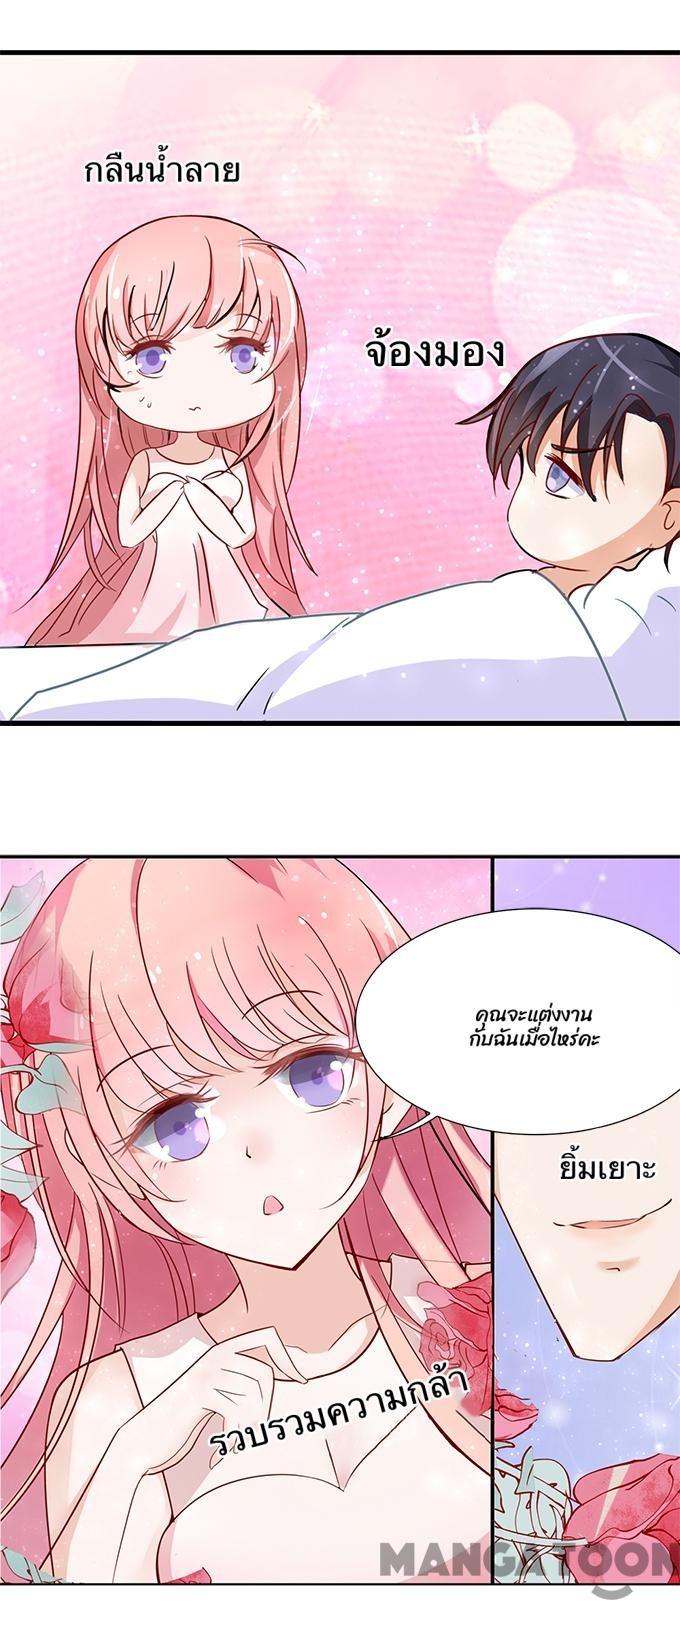 กลืนน้ำลาย
จ้องมอง
คุณจะแต่งงาน
กับฉันเมื่อไหร่คะ
ยิ้มเยาะ
รวบรวมความกล้า
MANGATOON